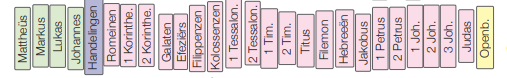 Mattheüs
Markus
Lukas
Johannes
Handelingen
Romeinen
1 Korinthe.
2 Korinthe.
Galaten
Efeziërs
Filippenzen
Kolossenzen
1 Tessalon.
2 Tessalon.
1 Tim.
2 Tim.
Titus
Filemon
Hebreeën
Jakobus
1 Petrus
2 Petrus
1 Joh.
2 Joh.
3 Joh.
Judas
Openb.